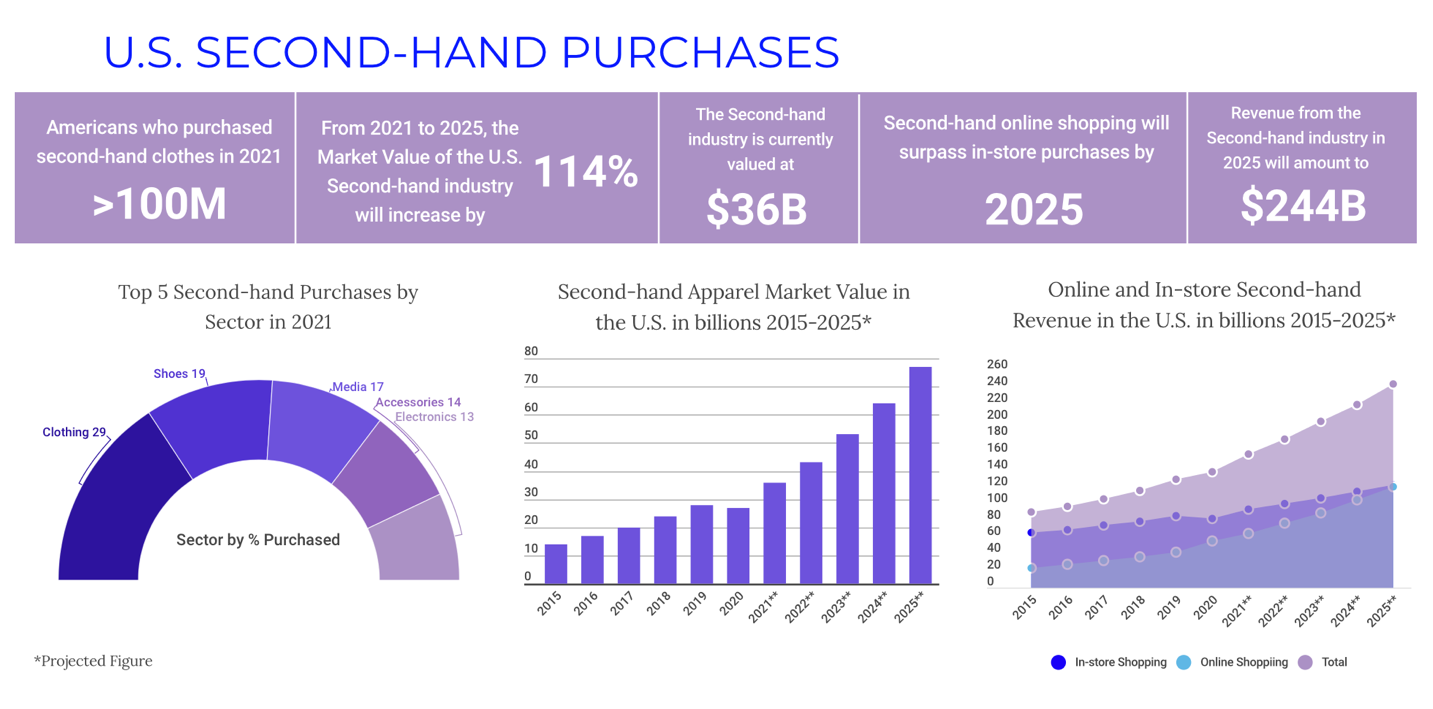 U.S. SECOND-HAND PURCHASES
Americans who purchased
second-hand clothes in 2021
>100M
From 2021 to 2025, the
Market Value of the U.S.
Second-hand industry
will increase by
114%
The Second-hand
industry is currently
valued at
$36B
Second-hand online shopping will
surpass in-store purchases by
2025
Revenue from the
Second-hand industry in
2025 will amount to
$244B
Top 5 Second-hand Purchases by
Sector in 2021
Shoes 19
Media 17
Accessories 14
Electronics 13
Clothing 29
Sector by % Purchased
Second-hand Apparel Market Value in
the U.S. in billions 2015-2025*
80
70
60
50
40
30
20
10
0
2015
2016
2017
2018
2019
2020
2021**
2022**
2023**
2024**
2025**
Online and In-store Second-hand
Revenue in the U.S. in billions 2015-2025*
260
240
220
200
180
160
140
120
100
80
60
40
20
0
2015
2016
2017
2018
2019
2020
2021**
2022**
2023**
2024**
2025**
In-store Shopping
Online Shoppiing
Total
*Projected Figure